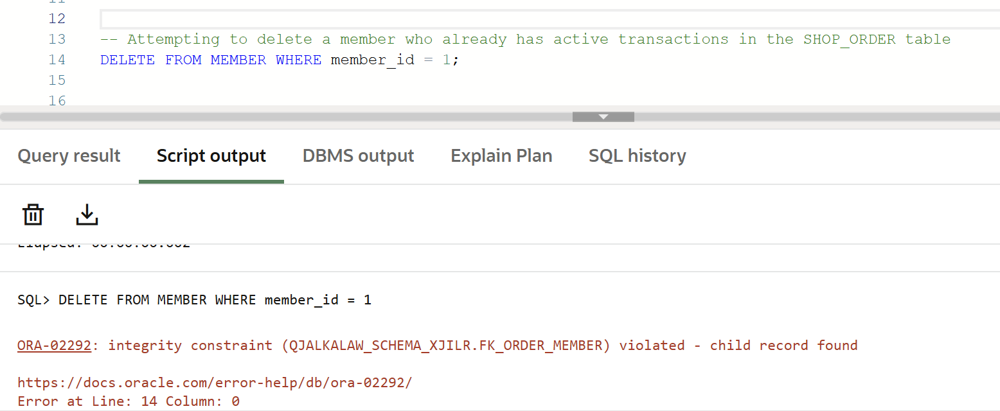 12
13 -- Attempting to delete a member who already has active transactions in the SHOP_ORDER table
14 DELETE FROM MEMBER WHERE member_id = 1;
15
16
Query result Script output DBMS output Explain Plan SQL history
SQL> DELETE FROM MEMBER WHERE member_id = 1
ORA-02292: integrity constraint (QJALKALAW_SCHEMA_XJILR.FK_ORDER_MEMBER) violated - child record found
https://docs.oracle.com/error-help/db/ora-02292/
Error at Line: 14 Column: 0